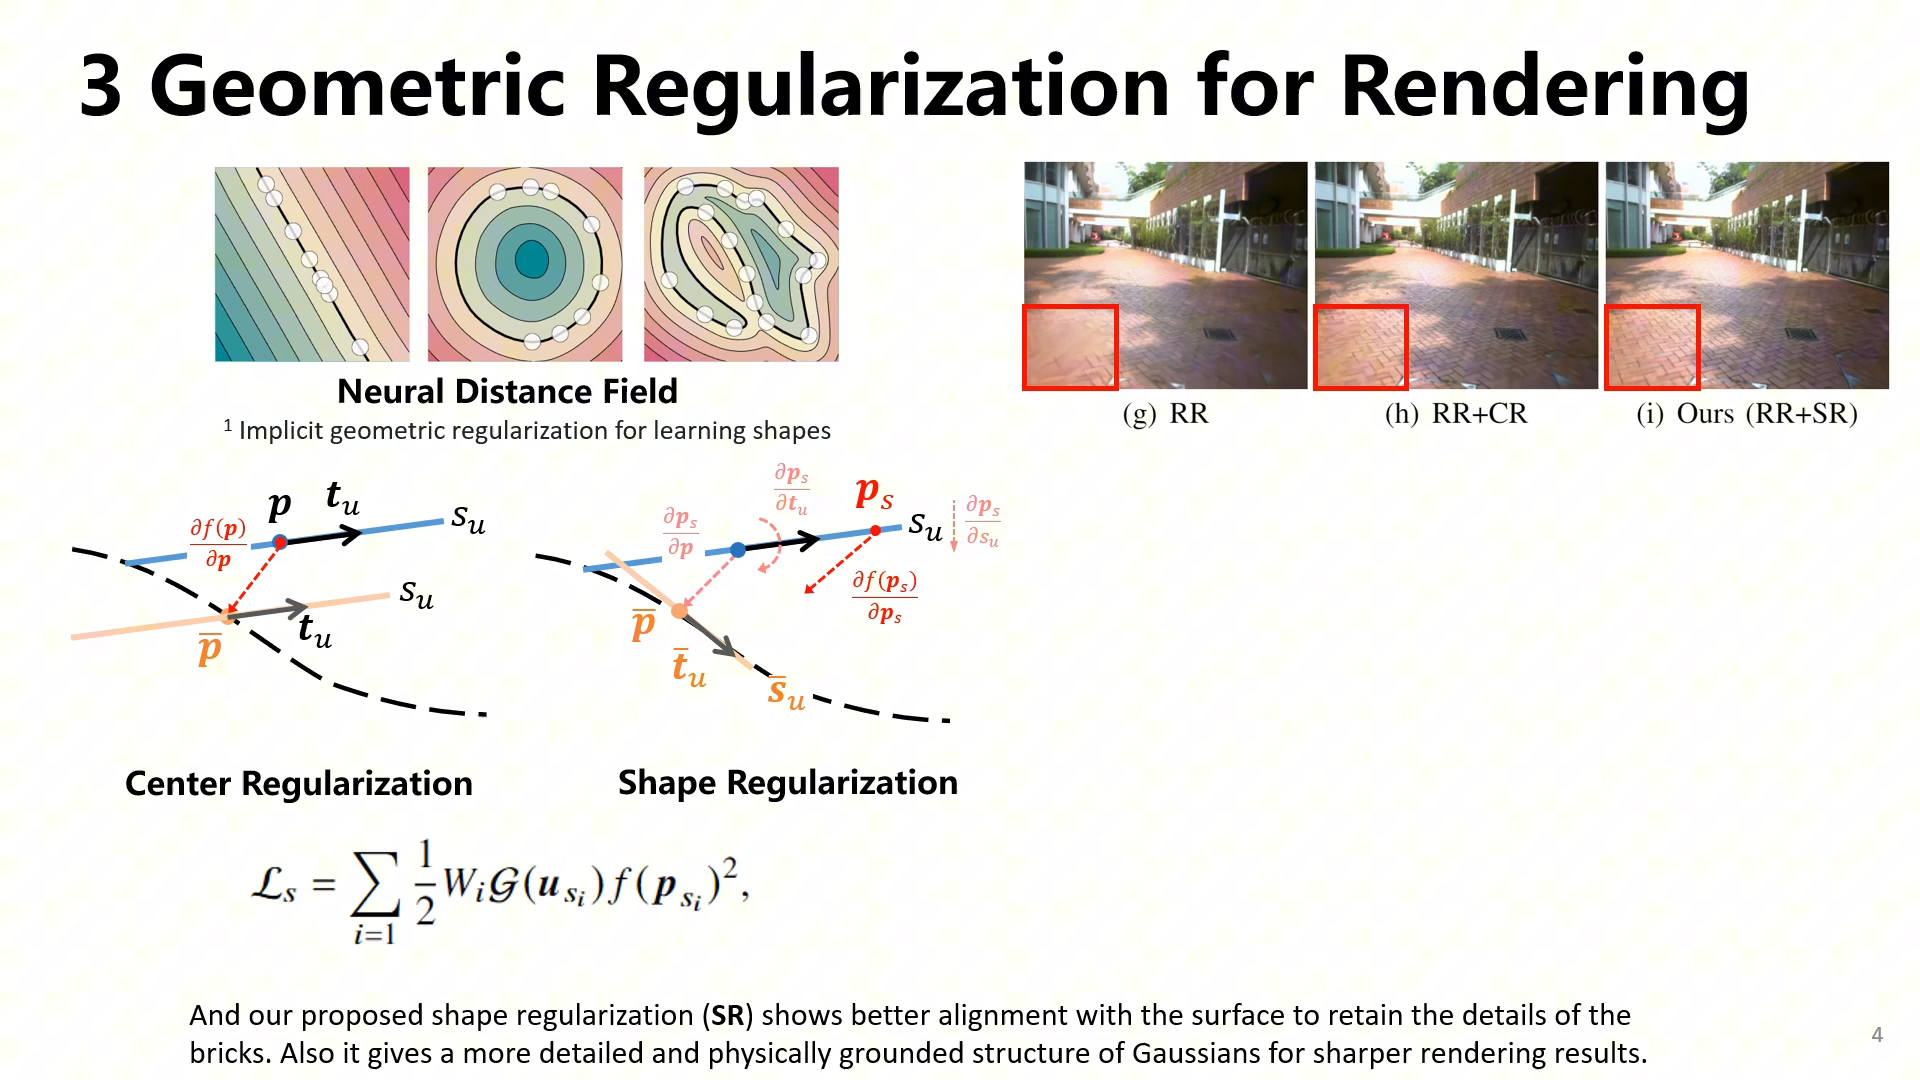 3 Geometric Regularization for Rendering
Neural Distance Field
¹ Implicit geometric regularization for learning shapes
(g) RR
(h) RR+CR
(i) Ours (RR+SR)
∂f(p)/∂p
p
t_u
s_u
s_u
t_u
p̄
Center Regularization
∂p_s/∂p
∂p_s/∂t_u
p_s
s_u
∂p_s/∂s_u
∂f(p_s)/∂p_s
p̄
t̄_u
s̄_u
Shape Regularization
ℒ_s = ∑_{i=1} 1/2 W_i 𝒢(u_{s_i}) f(p_{s_i})²,
And our proposed shape regularization (SR) shows better alignment with the surface to retain the details of the
bricks. Also it gives a more detailed and physically grounded structure of Gaussians for sharper rendering results.
4